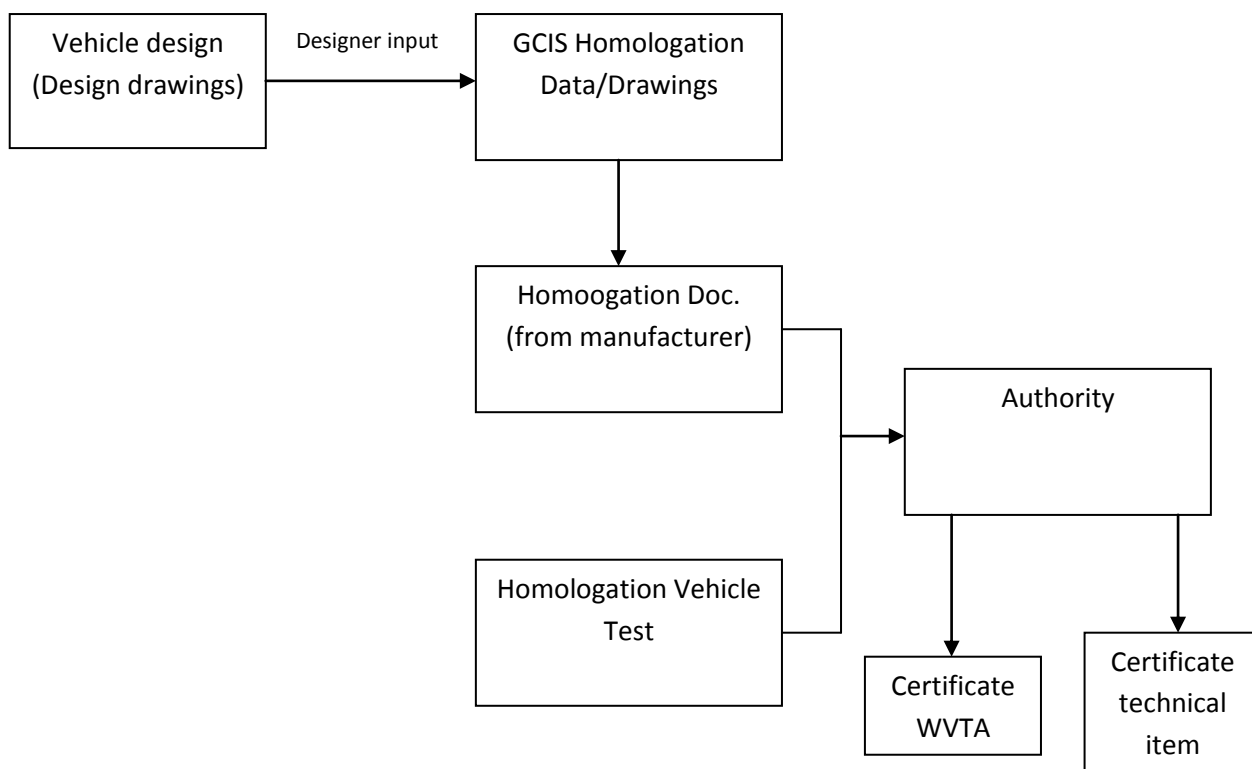 Vehicle design
(Design drawings)
Designer input
GCIS Homologation
Data/Drawings
Homoogation Doc.
(from manufacturer)
Authority
Homologation Vehicle
Test
Certificate
WVTA
Certificate
technical
item